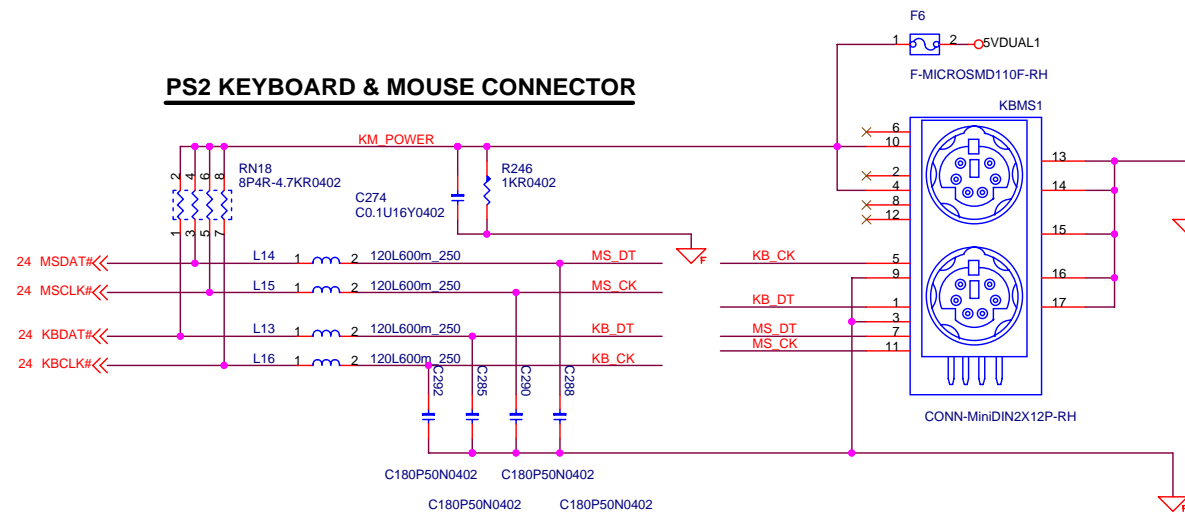 F6
1 2 5VDUAL1
F-MICROSMD110F-RH
PS2 KEYBOARD & MOUSE CONNECTOR
KBMS1
KM_POWER
6
10
2
4
8
12
5
9
1
3
7
11
13
14
15
16
17
2 4 6 8
RN18
8P4R-4.7KR0402
1 3 5 7
C274
C0.1U16Y0402
R246
1KR0402
F
24 MSDAT# L14 1 2 120L600m_250 MS_DT
24 MSCLK# L15 1 2 120L600m_250 MS_CK
24 KBDAT# L13 1 2 120L600m_250 KB_DT
24 KBCLK# L16 1 2 120L600m_250 KB_CK
KB_CK
KB_DT
MS_DT
MS_CK
C292
C285
C290
C288
CONN-MiniDIN2X12P-RH
C180P50N0402 C180P50N0402
C180P50N0402 C180P50N0402
F